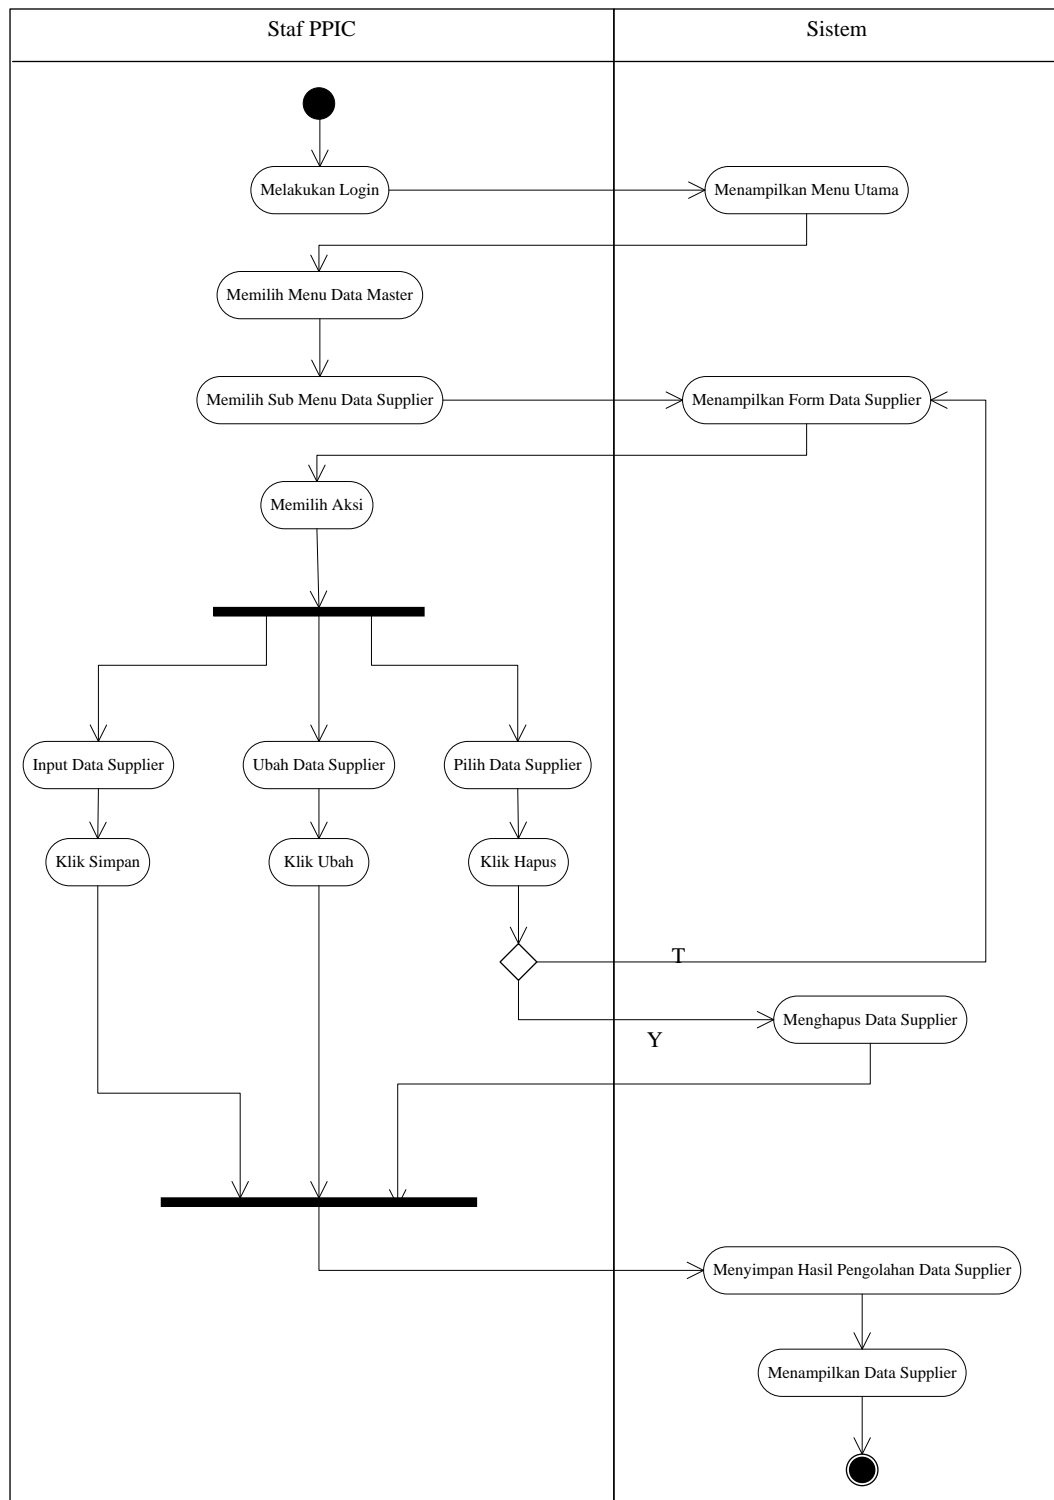 Staf PPIC
Sistem
Melakukan Login
Menampilkan Menu Utama
Memilih Menu Data Master
Memilih Sub Menu Data Supplier
Menampilkan Form Data Supplier
Memilih Aksi
Input Data Supplier
Ubah Data Supplier
Pilih Data Supplier
Klik Simpan
Klik Ubah
Klik Hapus
T
Menghapus Data Supplier
Y
Menyimpan Hasil Pengolahan Data Supplier
Menampilkan Data Supplier